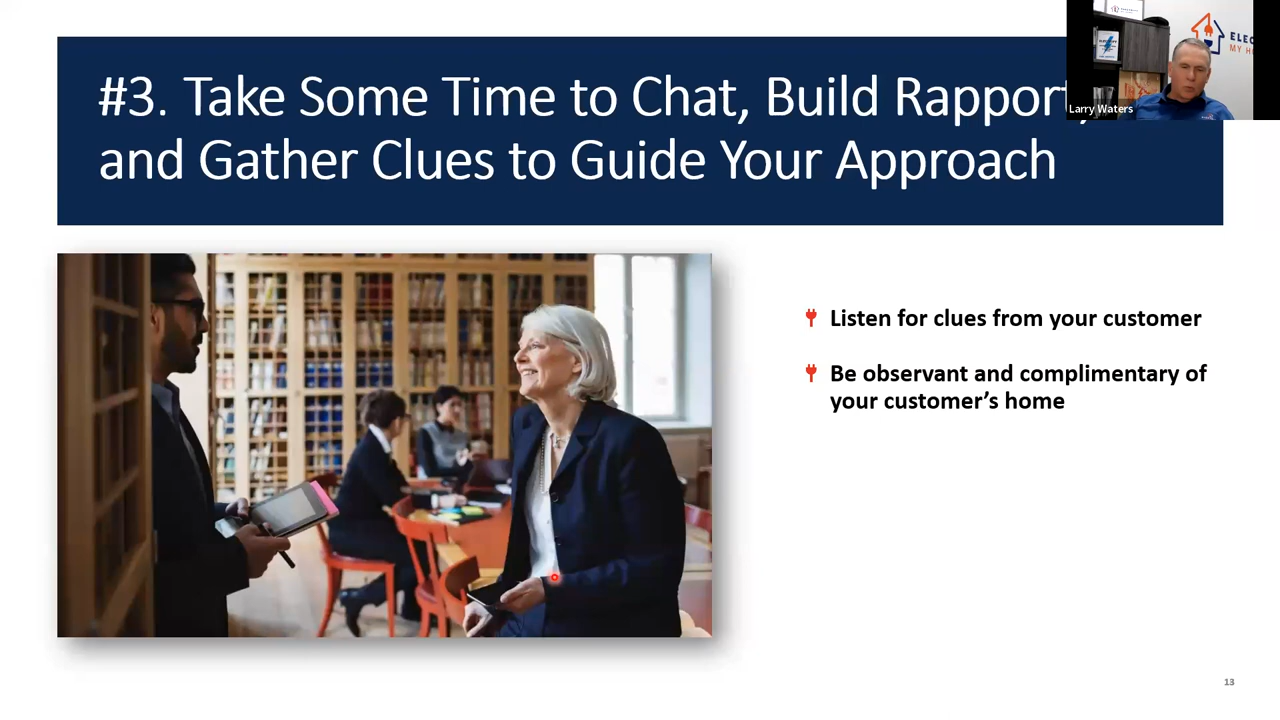 #3. Take Some Time to Chat, Build Rapport,
and Gather Clues to Guide Your Approach
Larry Waters
Listen for clues from your customer
Be observant and complimentary of
your customer's home
13